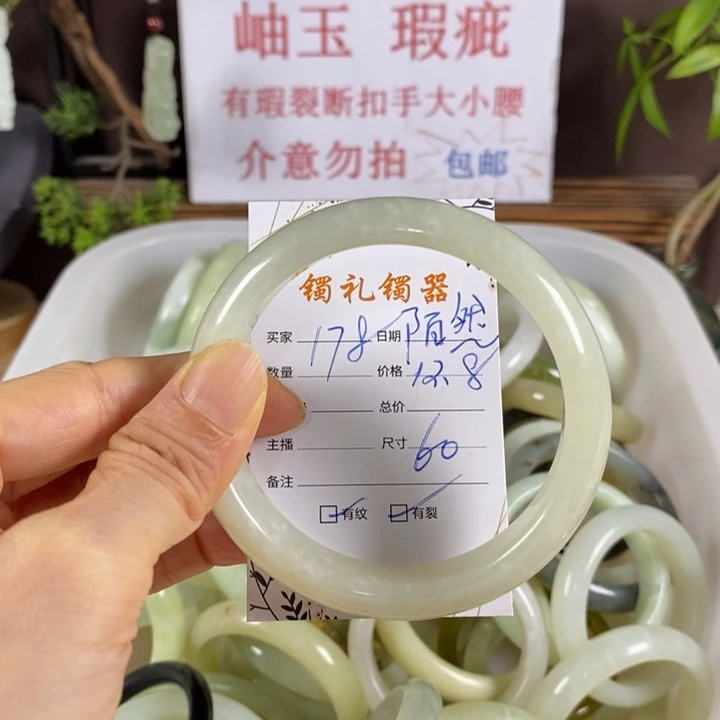 岫玉 瑕疵
有瑕裂断扣手大小腰
介意勿拍 包邮
镯礼镯器
买家 178 日期 陌然
数量 价格 12.8
总价
主播 尺寸 60
备注
有纹 有裂